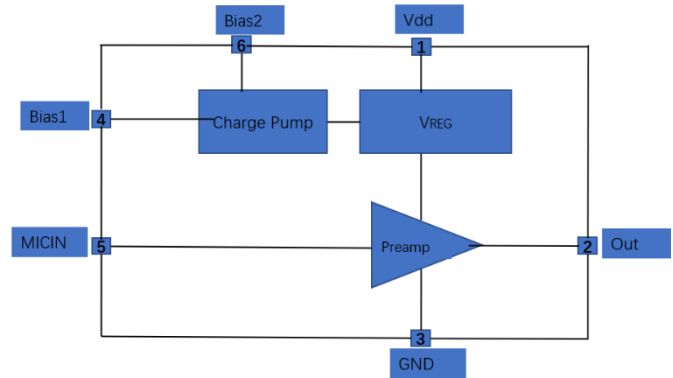 Bias2
Vdd
6
1
Bias1
4
Charge Pump
VREG
MICIN
5
Preamp
2
Out
3
GND